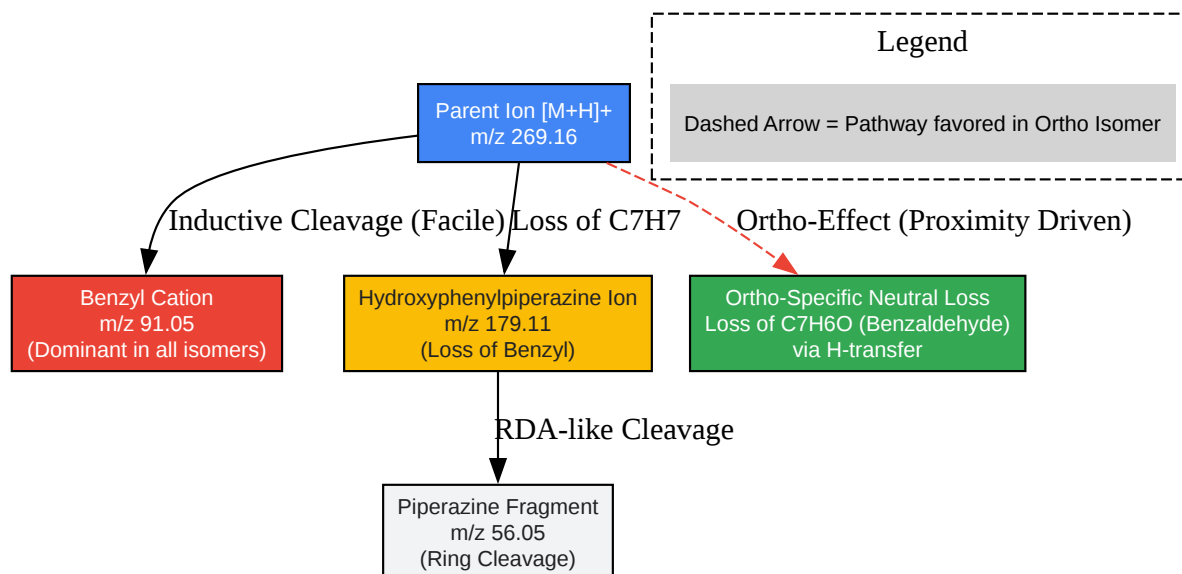 Legend
Dashed Arrow = Pathway favored in Ortho Isomer
Parent Ion [M+H]+
m/z 269.16
Inductive Cleavage (Facile)
Loss of C7H7
Ortho-Effect (Proximity Driven)
Benzyl Cation
m/z 91.05
(Dominant in all isomers)
Hydroxyphenylpiperazine Ion
m/z 179.11
(Loss of Benzyl)
Ortho-Specific Neutral Loss
Loss of C7H6O (Benzaldehyde)
via H-transfer
RDA-like Cleavage
Piperazine Fragment
m/z 56.05
(Ring Cleavage)